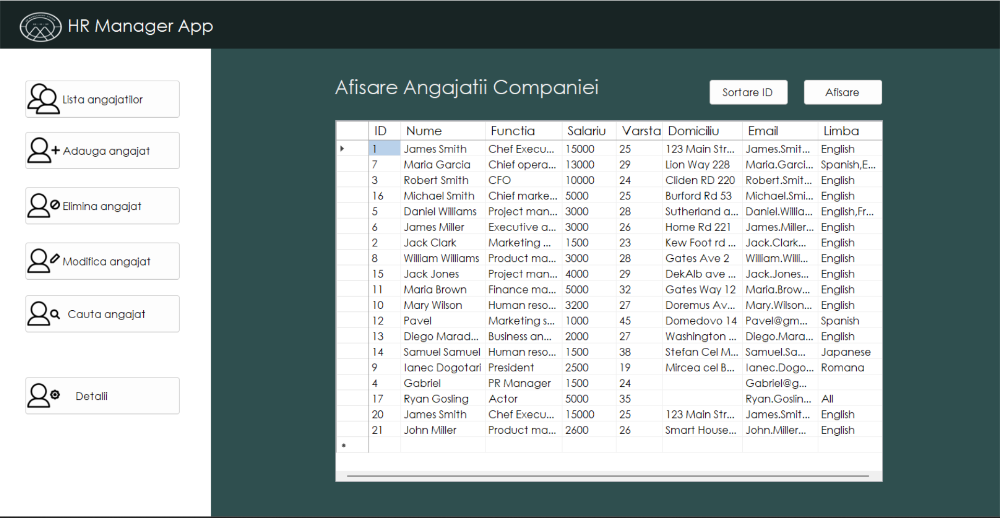 HR Manager App
Lista angajatilor
Adauga angajat
Elimina angajat
Modifica angajat
Cauta angajat
Detalii
Afisare Angajatii Companiei
Sortare ID
Afisare
ID Nume Functia Salariu Varsta Domiciliu Email Limba
1 James Smith Chef Execu... 15000 25 123 Main Str... James.Smit... English
7 Maria Garcia Chief opera... 13000 29 Lion Way 228 Maria.Garci... Spanish,E...
3 Robert Smith CFO 10000 24 Cliden RD 220 Robert.Smit... English
16 Michael Smith Chief marke... 5000 25 Burford Rd 53 Michael.Smi... English
5 Daniel Williams Project man... 3000 28 Sutherland a... Daniel.Willia... English,Fr...
6 James Miller Executive a... 3000 26 Home Rd 221 James.Miller... English
2 Jack Clark Marketing ... 1500 23 Kew Foot rd ... Jack.Clark... English
8 William Williams Product ma... 3000 28 Gates Ave 2 William.Willi... English
15 Jack Jones Project man... 4000 29 DekAlb ave ... Jack.Jones... English
11 Maria Brown Finance ma... 5000 32 Gates Way 12 Maria.Brow... English
10 Mary Wilson Human reso... 3200 27 Doremus Av... Mary.Wilson... English
12 Pavel Marketing s... 1000 45 Domedovo 14 Pavel@gm... Spanish
13 Diego Marad... Business an... 2000 27 Washington ... Diego.Mara... English
14 Samuel Samuel Human reso... 1500 38 Stefan Cel M... Samuel.Sa... Japanese
9 Ianec Dogotari President 2500 19 Mircea cel B... Ianec.Dogo... Romana
4 Gabriel PR Manager 1500 24 Gabriel@g...
17 Ryan Gosling Actor 5000 35 Ryan.Goslin... All
20 James Smith Chef Execu... 15000 25 123 Main Str... James.Smit... English
21 John Miller Product ma... 2600 26 Smart House... John.Miller... English